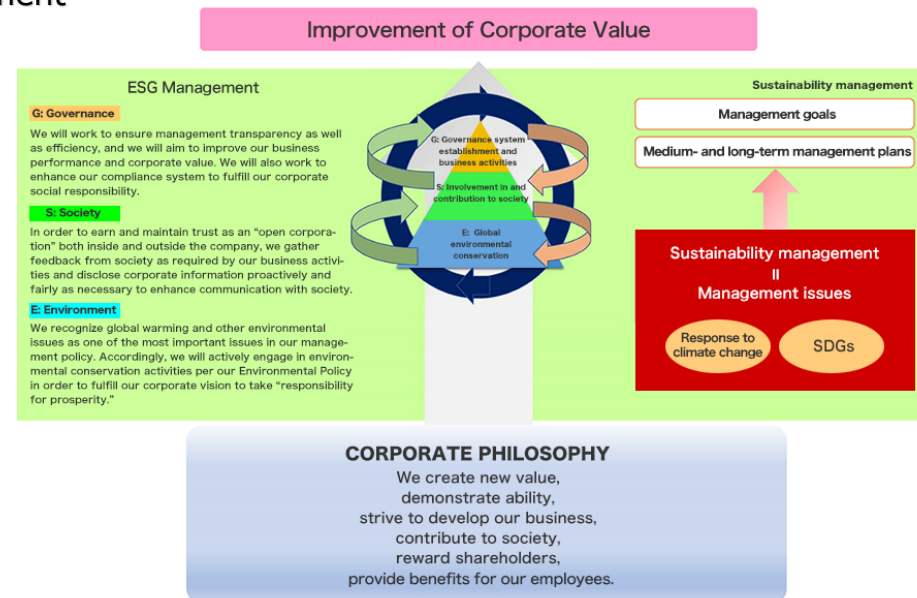 Improvement of Corporate Value
ESG Management
G: Governance
We will work to ensure management transparency as well
as efficiency, and we will aim to improve our business
performance and corporate value. We will also work to
enhance our compliance system to fulfill our corporate
social responsibility.
S: Society
In order to earn and maintain trust as an “open corpora-
tion” both inside and outside the company, we gather
feedback from society as required by our business activi-
ties and disclose corporate information proactively and
fairly as necessary to enhance communication with society.
E: Environment
We recognize global warming and other environmental
issues as one of the most important issues in our manage-
ment policy. Accordingly, we will actively engage in environ-
mental conservation activities per our Environmental Policy
in order to fulfill our corporate vision to take “responsibility
for prosperity.”
G: Governance system
establishment and
business activities
S: Involvement in and
contribution to society
E: Global
environmental
conservation
Sustainability management
Management goals
Medium- and long-term management plans
Sustainability management
=
Management issues
Response to
climate change
SDGs
CORPORATE PHILOSOPHY
We create new value,
demonstrate ability,
strive to develop our business,
contribute to society,
reward shareholders,
provide benefits for our employees.